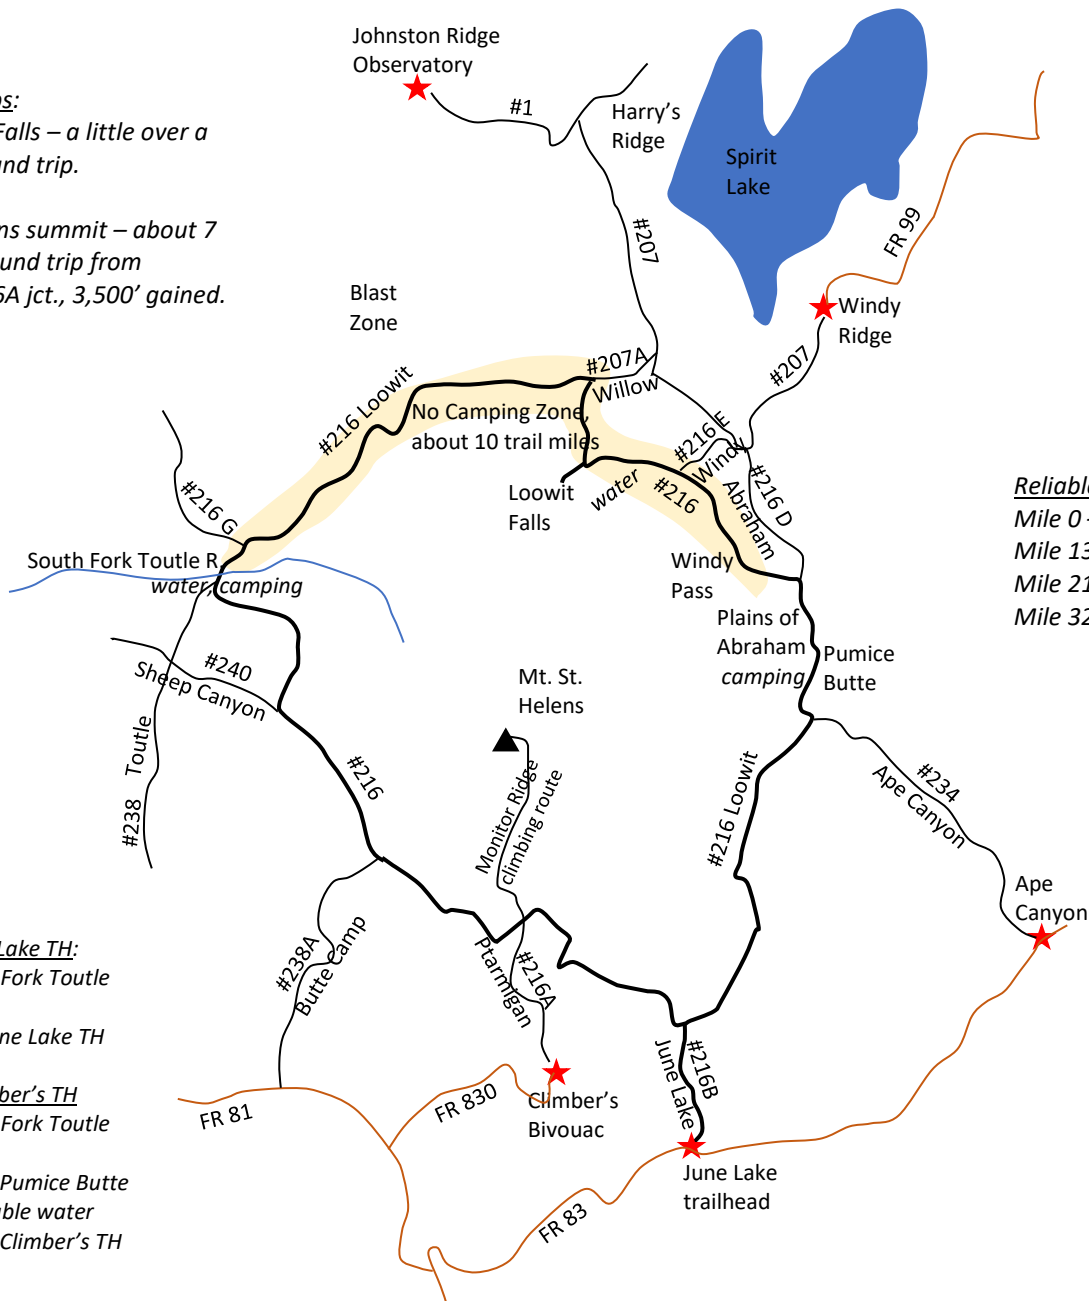 Johnston Ridge
Observatory
#1
Harry's
Ridge
Spirit
Lake
FR 99
Falls – a little over a
und trip.
ns summit – about 7
und trip from
6A jct., 3,500' gained.
#207
Blast
Zone
Windy
Ridge
#207A
Willow
#207
#216 Loowit
No Camping Zone,
about 10 trail miles
#216 E
Windy
#216 D
Abraham
Loowit
Falls
water
#216
#216 G
South Fork Toutle R.
water, camping
Windy
Pass
Reliable
Mile 0 -
Mile 13
Mile 21
Mile 32
Plains of
Abraham
camping
Pumice
Butte
#240
Sheep Canyon
Mt. St.
Helens
Toutle
#238
#216
Monitor Ridge
climbing route
#216 Loowit
#234
Ape Canyon
Ape
Canyon
Lake TH:
Fork Toutle
ne Lake TH
ber's TH
Fork Toutle
Pumice Butte
ble water
Climber's TH
#238A
Butte Camp
Ptarmigan
#216A
June Lake
#216B
FR 81
FR 830
Climber's
Bivouac
June Lake
trailhead
FR 83